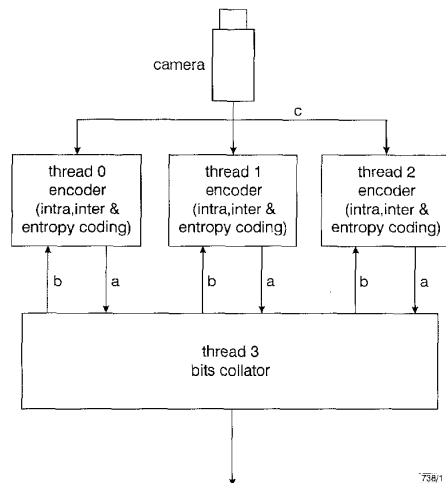 camera
c
thread 0
encoder
(intra,inter &
entropy coding)
thread 1
encoder
(intra,inter &
entropy coding)
thread 2
encoder
(intra,inter &
entropy coding)
b
a
b
a
b
a
thread 3
bits collator
738/1